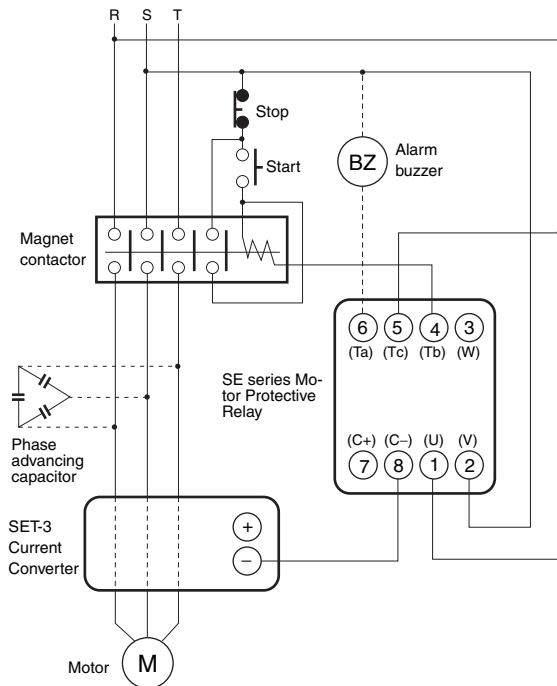 R S T
Stop
Start
BZ
Alarm
buzzer
Magnet
contactor
6 5 4 3
(Ta) (Tc) (Tb) (W)
SE series Mo-
tor Protective
Relay
(C+) (C–) (U) (V)
7 8 1 2
Phase
advancing
capacitor
SET-3
Current
Converter
+
–
Motor
M